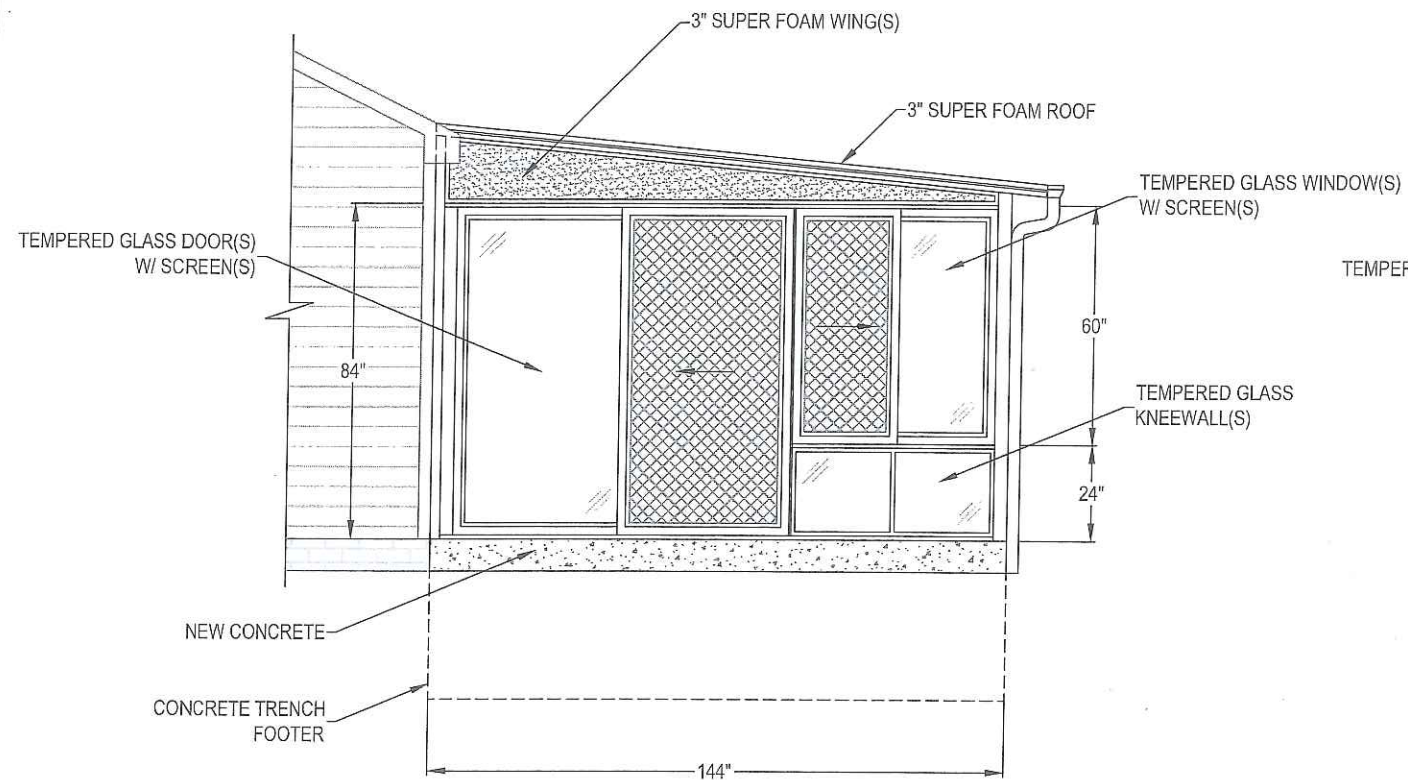 3" SUPER FOAM WING(S)
3" SUPER FOAM ROOF
TEMPERED GLASS WINDOW(S)
W/ SCREEN(S)
TEMPERED GLASS DOOR(S)
W/ SCREEN(S)
TEMPER
60"
84"
TEMPERED GLASS
KNEEWALL(S)
24"
NEW CONCRETE
CONCRETE TRENCH
FOOTER
144"